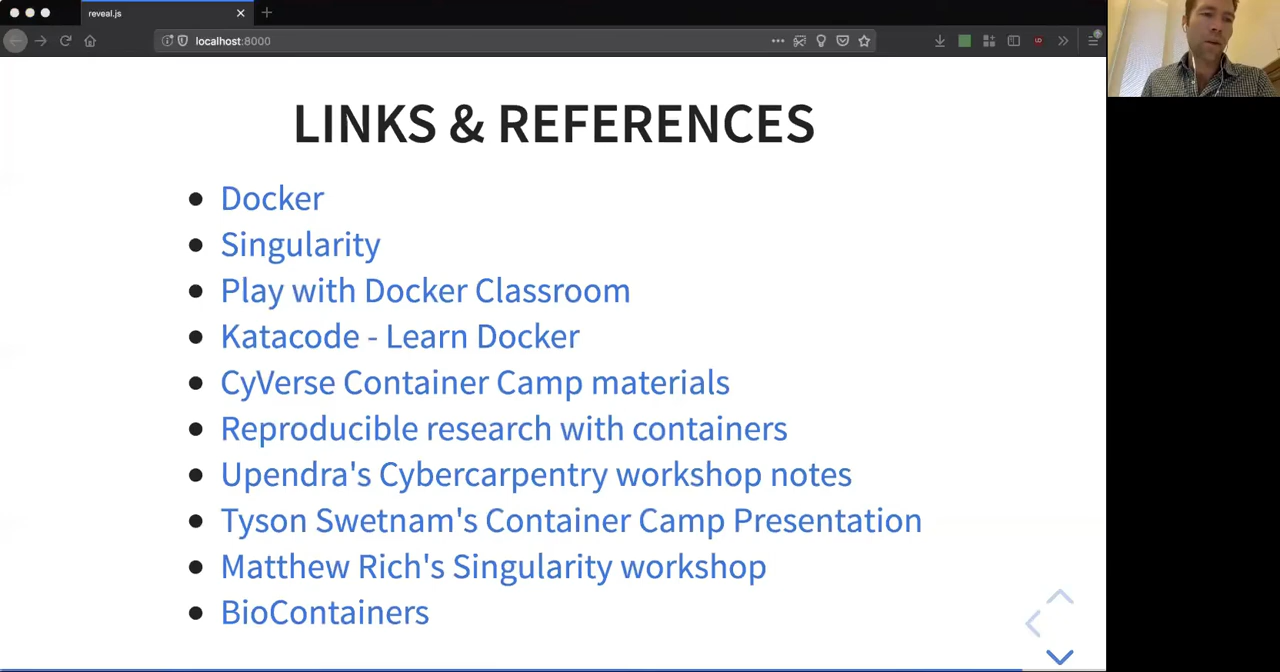 reveal.js
localhost:8000
LINKS & REFERENCES
Docker
Singularity
Play with Docker Classroom
Katacode - Learn Docker
CyVerse Container Camp materials
Reproducible research with containers
Upendra's Cybercarpentry workshop notes
Tyson Swetnam's Container Camp Presentation
Matthew Rich's Singularity workshop
BioContainers